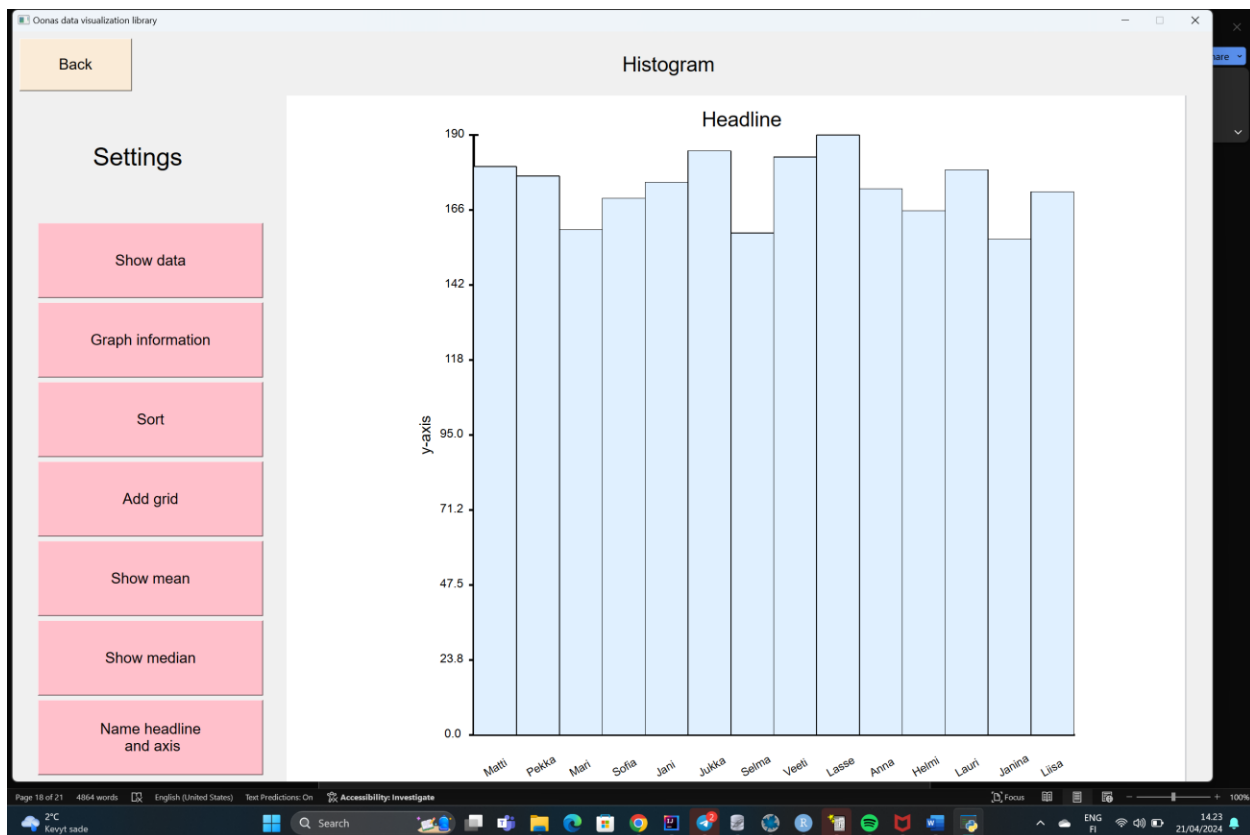 Oonas data visualization library
Back
Histogram
are
Settings
Show data
Graph information
Sort
Add grid
Show mean
Show median
Name headline
and axis
Headline
190
166
142
118
y-axis
95.0
71.2
47.5
23.8
0.0
Matti
Pekka
Mari
Sofia
Jani
Jukka
Selma
Veeti
Lasse
Anna
Helmi
Lauri
Janina
Liisa
Page 18 of 21 4864 words English (United States) Text Predictions: On Accessibility: Investigate Focus 100%
2°C
Kevyt sade
Search
ENG
FI
14.23
21/04/2024